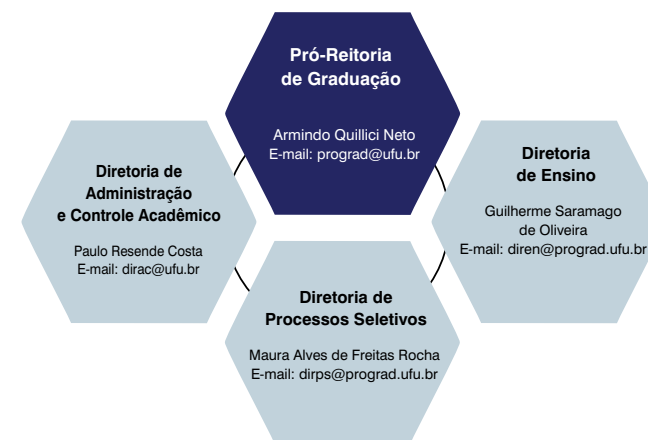 Pró-Reitoria
de Graduação
Armindo Quillici Neto
E-mail: prograd@ufu.br
Diretoria de
Administração
e Controle Acadêmico
Paulo Resende Costa
E-mail: dirac@ufu.br
Diretoria
de Ensino
Guilherme Saramago
de Oliveira
E-mail: diren@prograd.ufu.br
Diretoria de
Processos Seletivos
Maura Alves de Freitas Rocha
E-mail: dirps@prograd.ufu.br